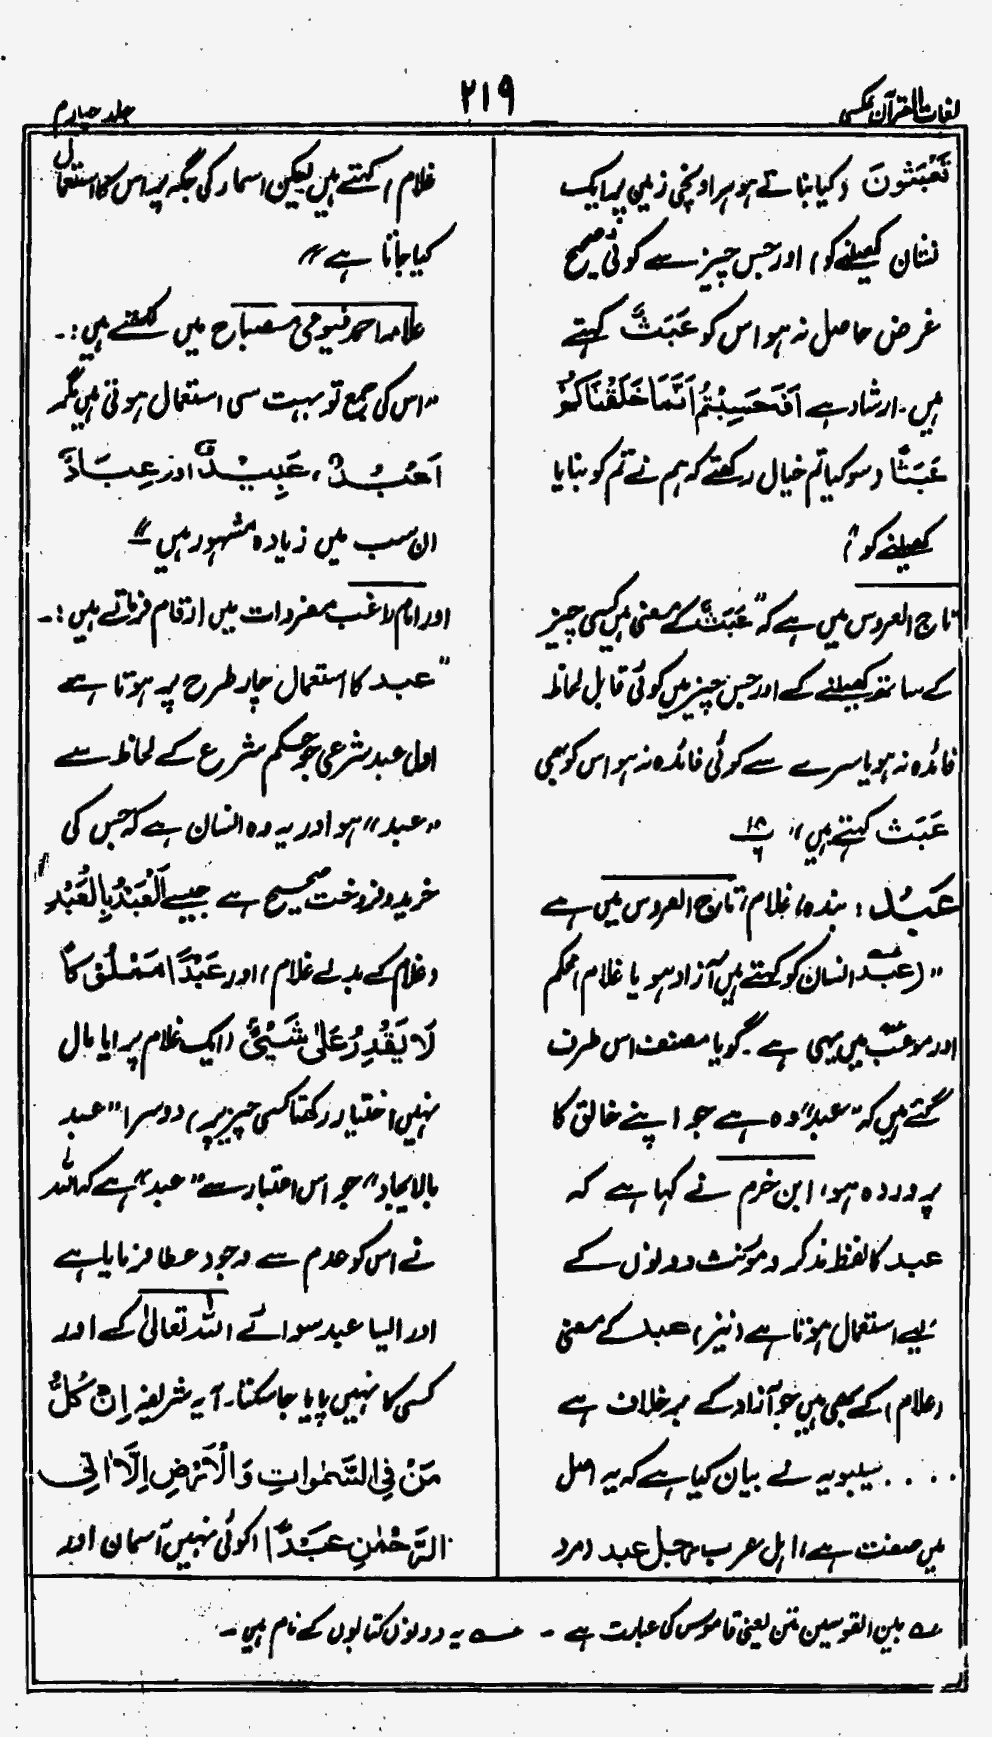 لغات القرآن عکسی
۲۱۹
جلد چہارم
تَعْبَثُونَ (کیا بناتے ہو ہر اونچی زمین پر ایک
نشان کھیلنے کو) اور جس چیز سے کوئی صحیح
غرض حاصل نہ ہو اس کو عَبَثٌ کہتے
ہیں۔ ارشاد ہے اَفَحَسِبْتُمْ اَنَّمَا خَلَقْنَاكُمْ
عَبَثًا (سو کیا تم خیال رکھتے کہ ہم نے تم کو بنایا
کھیلنے کو)
تاج العروس میں ہے کہ "عَبَثٌ کے معنی میں کسی چیز
کے ساتھ کھیلنے کے اور جس چیز میں کوئی قابل لحاظ
فائدہ نہ ہو یا سرے سے کوئی فائدہ نہ ہو اس کو بھی
عَبَث کہتے ہیں" ۱۸/۶
عَبْدٌ: بندہ، غلام، تاج العروس میں ہے
"(عبد) انسان کو کہتے ہیں آزاد ہو یا غلام المحکم
اور لاعب میں یہی ہے۔ گویا مصنف اس طرف
گئے ہیں کہ "عبد" وہ ہے جو اپنے خالق کا
پروردہ ہو، ابن خرم نے کہا ہے کہ
عبد کا لفظ مذکر و مؤنث دونوں کے
لیے استعمال ہوتا ہے (نیز) عبد کے معنی
(غلام) کے بھی ہیں جو آزاد کے برخلاف ہے
.... سیبویہ نے بیان کیا ہے کہ یہ اصل
میں صفت ہے، اہل عرب رجل عبد (مرد
غلام) کہتے ہیں لیکن اسماء کی جگہ پر اس کا استعمال
کیا جاتا ہے"
علامہ احمد فیومی مصباح میں لکھتے ہیں:۔
"اس کی جمع تو بہت سی استعمال ہوتی ہیں مگر
اَعْبُدٌ، عَبِیْدٌ اور عِبَادٌ
ان سب میں زیادہ مشہور ہیں"
اور امام راغب مفردات میں ارقام فرماتے ہیں:۔
"عبد کا استعمال چار طرح پر ہوتا ہے
اول عبد شرعی جو حکم شرع کے لحاظ سے
"عبد" ہو اور یہ وہ انسان ہے کہ جس کی
خرید و فروخت صحیح ہے جیسے اَلْعَبْدُ بِالْعَبْدِ
(غلام کے بدلے غلام) اور عَبْدًا مَمْلُوْكًا
لَا يَقْدِرُ عَلٰى شَيْءٍ (ایک غلام پرایا مال
نہیں اختیار رکھتا کسی چیز پر) دوسرا "عبد
بالایجاد" جو اس اعتبار سے "عبد" ہے کہ اللہ
نے اس کو عدم سے وجود عطا فرمایا ہے
اور ایسا عبد سوائے اللہ تعالیٰ کے اور
کسی کا نہیں پایا جا سکتا۔ آیہ شریفہ اِنْ كُلُّ
مَنْ فِی السَّمٰوَاتِ وَالْاَرْضِ اِلَّا اٰتِی
الرَّحْمٰنِ عَبْدًا (کوئی نہیں آسمان اور
ے بین القوسین متن یعنی قاموس کی عبارت ہے ۔ ے یہ دونوں کتابوں کے نام ہیں۔